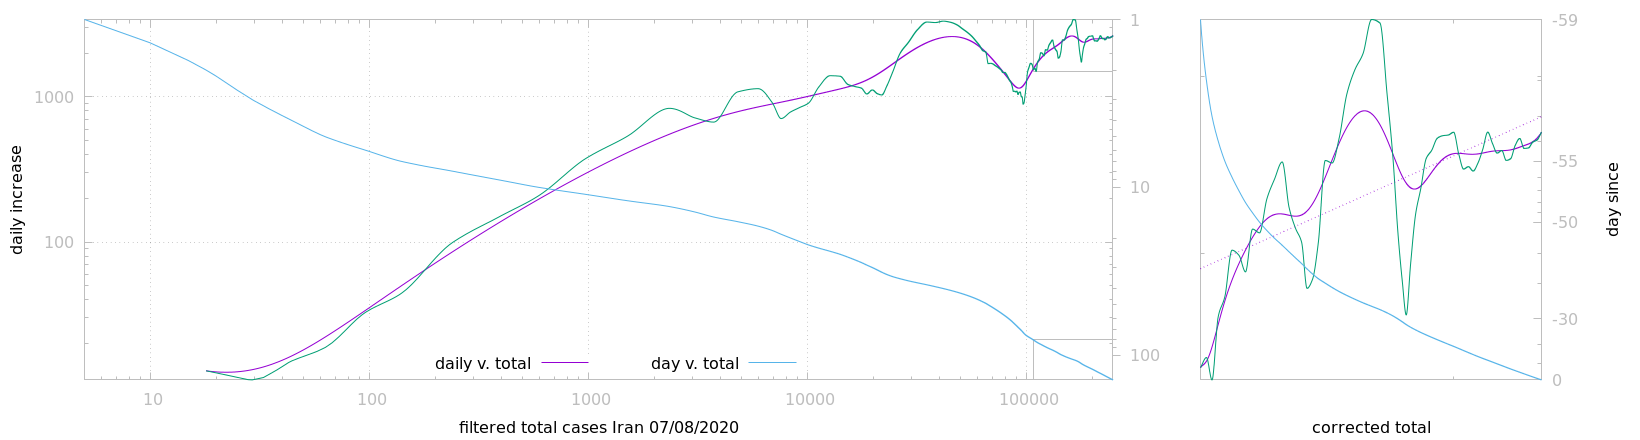 daily increase
1000
100
daily v. total
day v. total
10
100
1000
10000
100000
filtered total cases Iran 07/08/2020
1
10
100
-59
-55
-50
-30
0
day since
corrected total